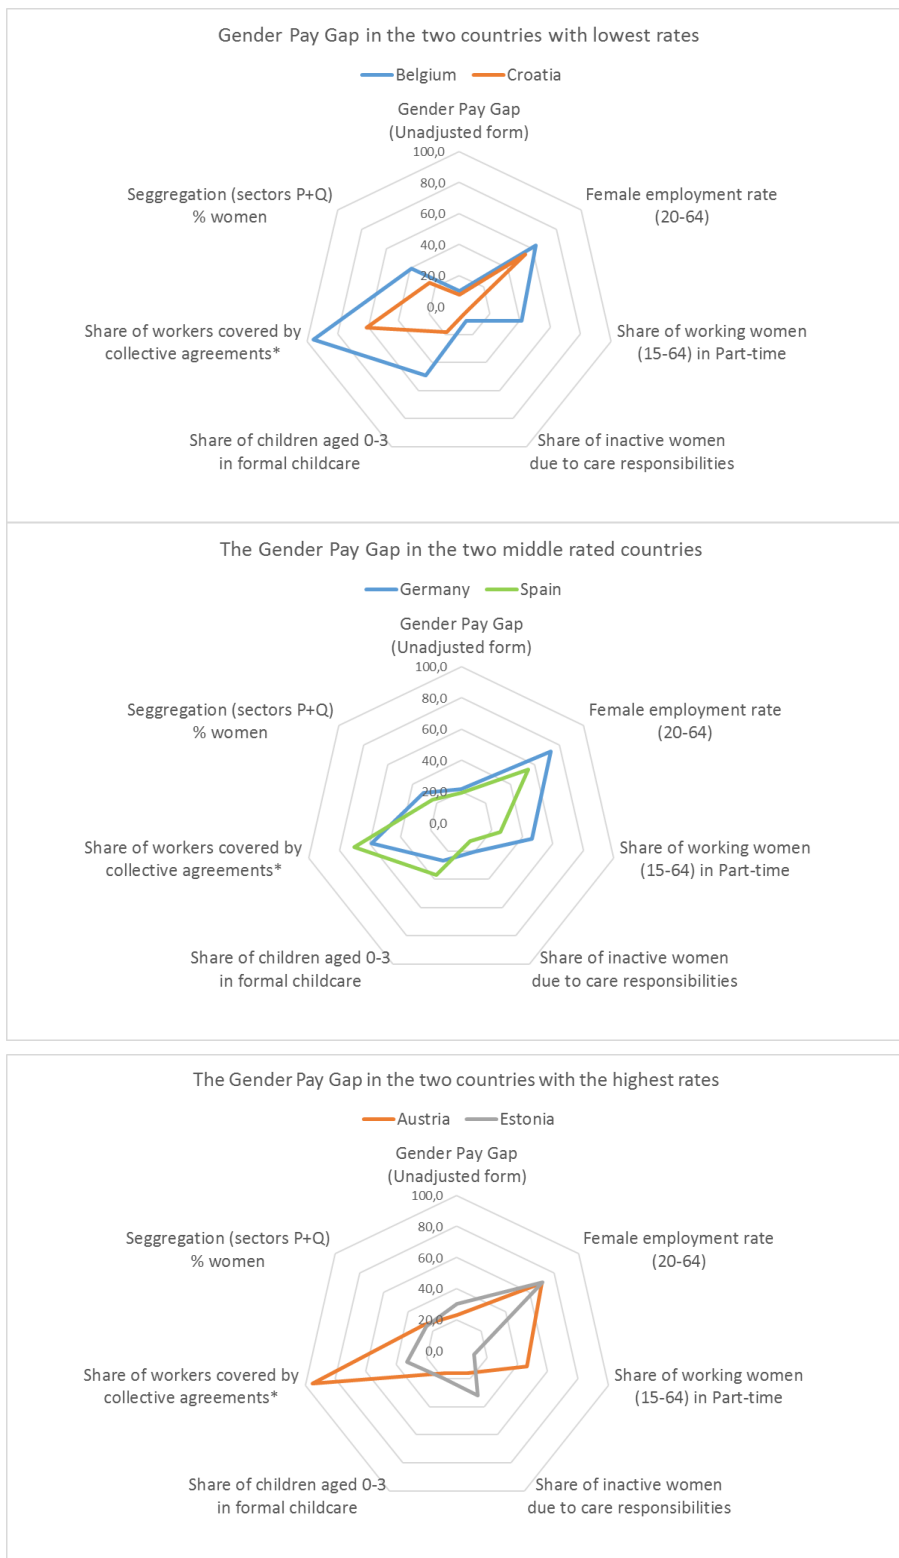 Gender Pay Gap in the two countries with lowest rates
Belgium Croatia
Gender Pay Gap
(Unadjusted form)
100,0
80,0
60,0
40,0
20,0
0,0
Female employment rate
(20-64)
Share of working women
(15-64) in Part-time
Share of inactive women
due to care responsibilities
Share of children aged 0-3
in formal childcare
Share of workers covered by
collective agreements*
Seggregation (sectors P+Q)
% women
The Gender Pay Gap in the two middle rated countries
Germany Spain
Gender Pay Gap
(Unadjusted form)
100,0
80,0
60,0
40,0
20,0
0,0
Female employment rate
(20-64)
Share of working women
(15-64) in Part-time
Share of inactive women
due to care responsibilities
Share of children aged 0-3
in formal childcare
Share of workers covered by
collective agreements*
Seggregation (sectors P+Q)
% women
The Gender Pay Gap in the two countries with the highest rates
Austria Estonia
Gender Pay Gap
(Unadjusted form)
100,0
80,0
60,0
40,0
20,0
0,0
Female employment rate
(20-64)
Share of working women
(15-64) in Part-time
Share of inactive women
due to care responsibilities
Share of children aged 0-3
in formal childcare
Share of workers covered by
collective agreements*
Seggregation (sectors P+Q)
% women